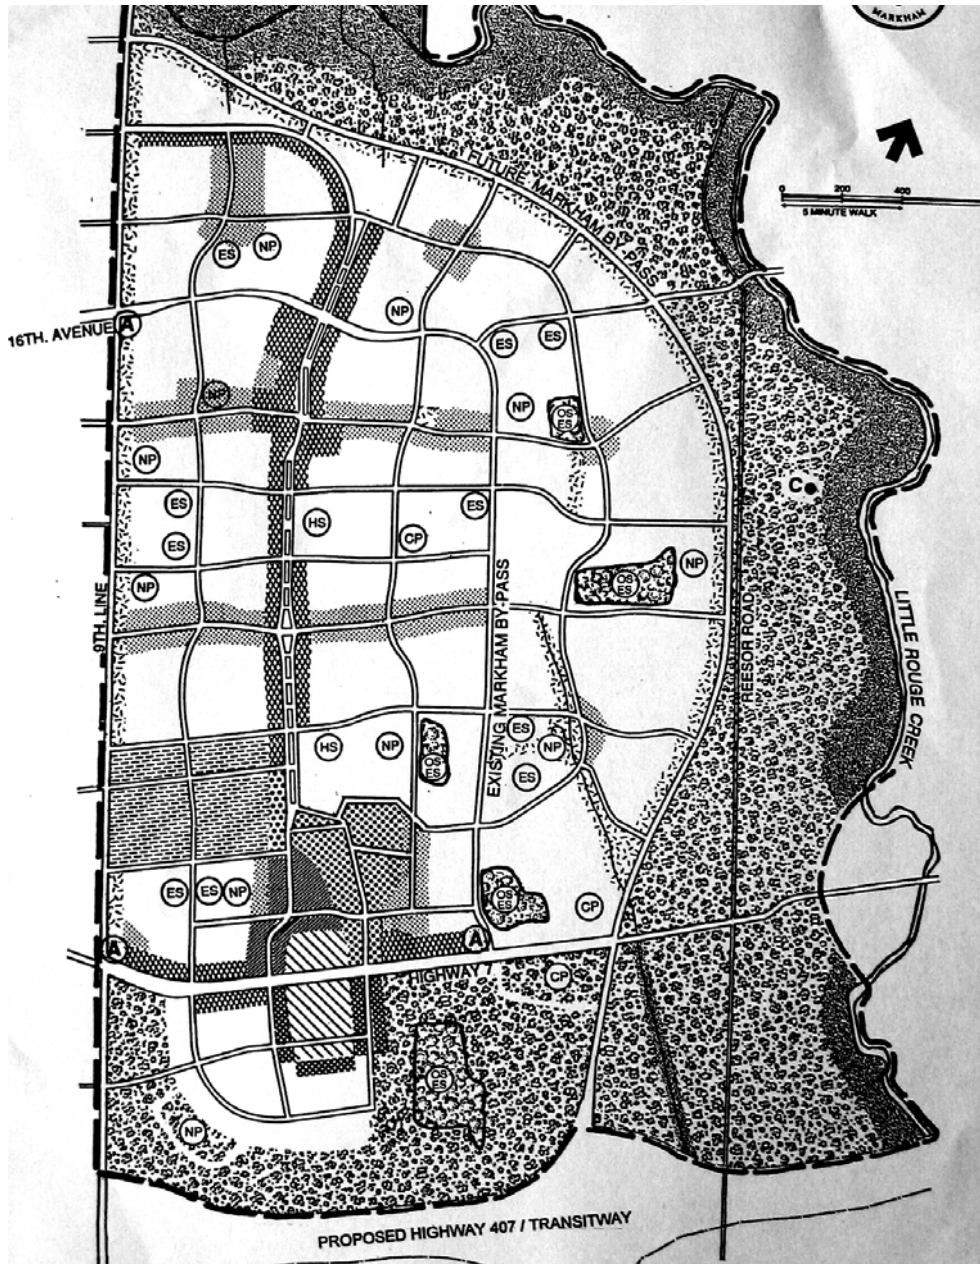 MARKHAM
FUTURE MARKHAM BY-PASS
0 200 400
5 MINUTE WALK
ES NP
NP
16TH. AVENUE
A
ES ES
NP
NP
OS
ES
NP
ES
ES
HS
CP
ES
C
NP
9TH. LINE
EXISTING MARKHAM BY-PASS
OS
ES
NP
REESOR ROAD
LITTLE ROUGE CREEK
HS
NP
OS
ES
ES
NP
ES
ES
ES
NP
OS
ES
CP
A
A
HIGHWAY 7
CP
OS
ES
NP
PROPOSED HIGHWAY 407 / TRANSITWAY